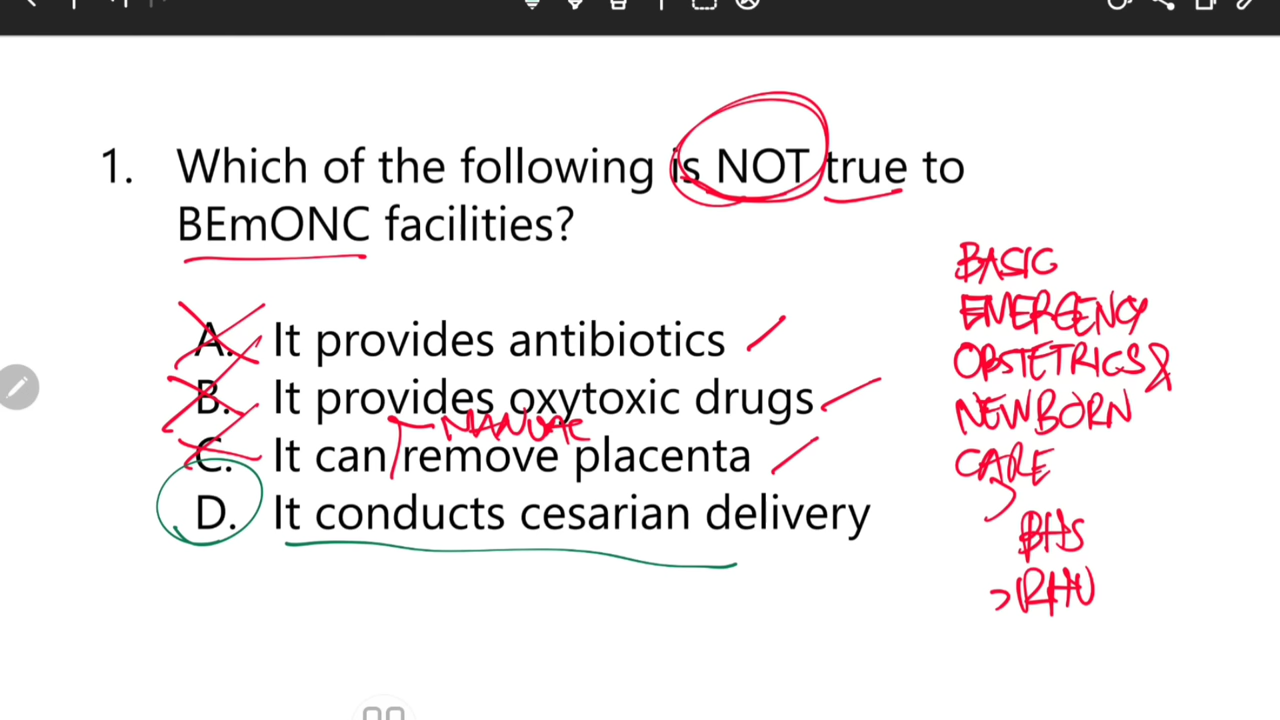 1. Which of the following is NOT true to
BEmONC facilities?
A. It provides antibiotics
B. It provides oxytoxic drugs
MANUAL
C. It can remove placenta
D. It conducts cesarian delivery
BASIC
EMERGENCY
OBSTETRICS &
NEWBORN
CARE
BHS
RHU